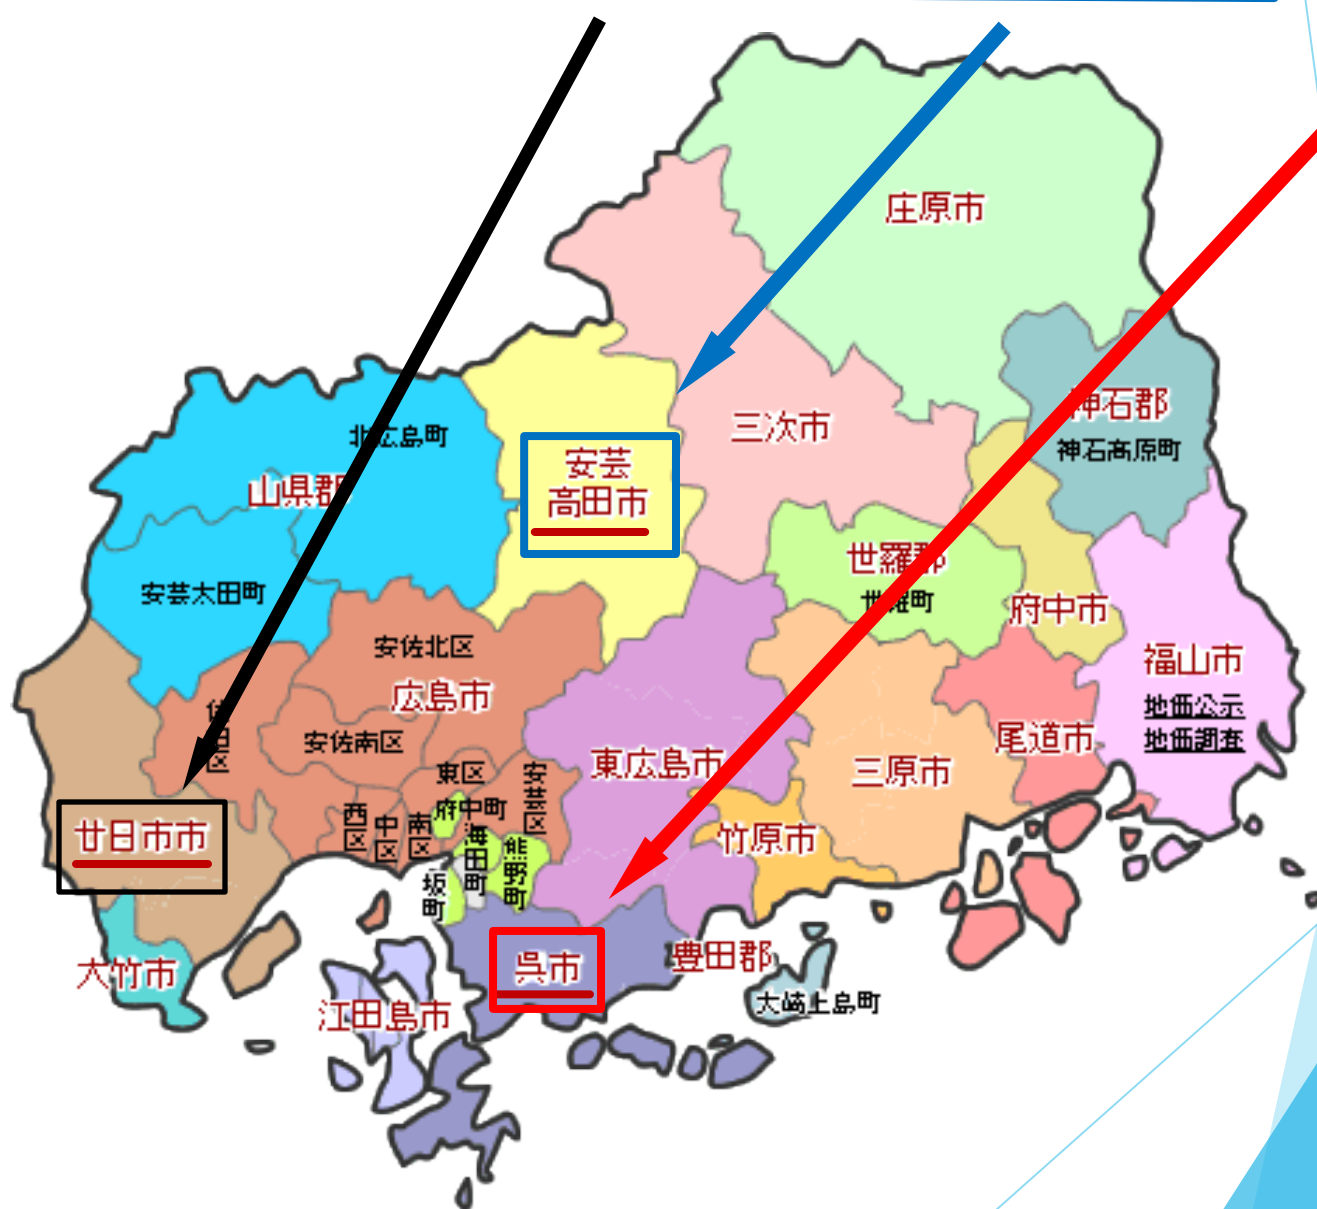 庄原市
神石郡
神石高原町
三次市
北広島町
山県郡
安芸
高田市
安芸太田町
世羅郡
世羅町
府中市
福山市
地価公示
地価調査
安佐北区
広島市
佐伯区
安佐南区
東区
安芸区
西区
中区
南区
府中町
海田町
熊野町
坂町
東広島市
三原市
尾道市
竹原市
廿日市市
大竹市
江田島市
呉市
豊田郡
大崎上島町